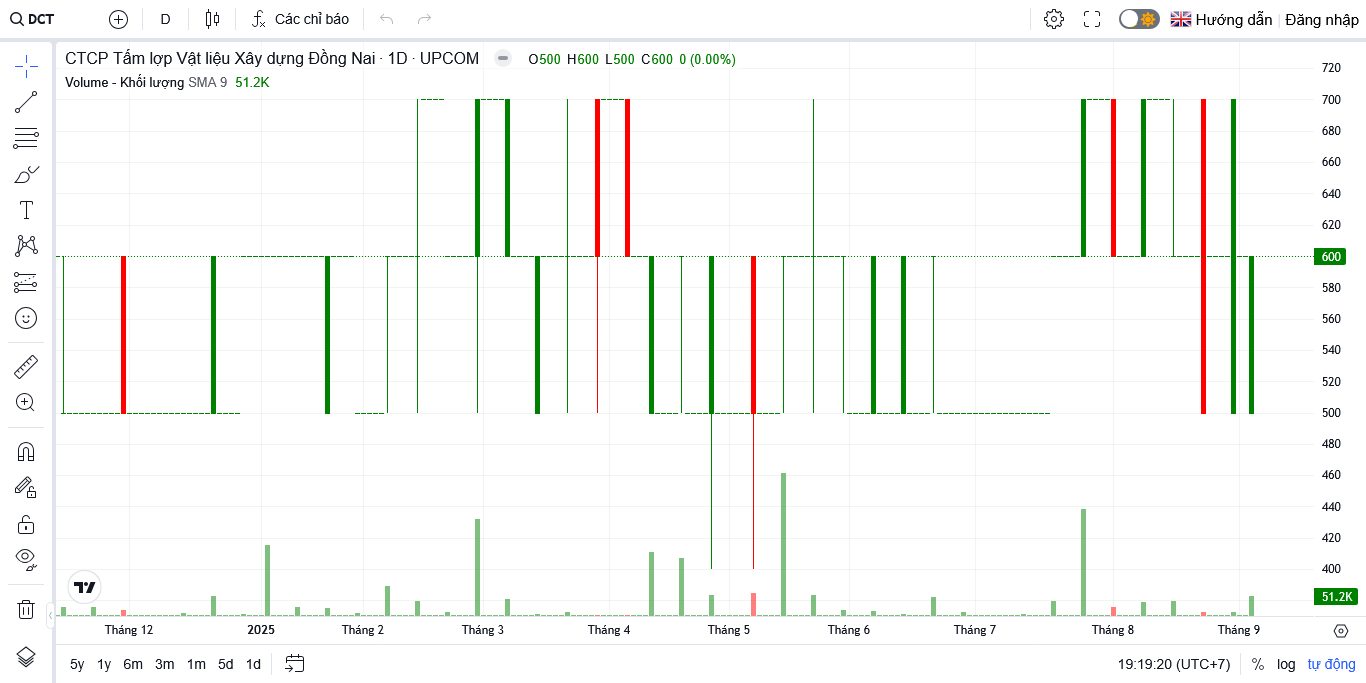 DCT D Các chỉ báo Hướng dẫn Đăng nhập
CTCP Tấm lợp Vật liệu Xây dựng Đồng Nai · 1D · UPCOM O500 H600 L500 C600 0 (0.00%)
Volume - Khối lượng SMA 9 51.2K
720
700
680
660
640
620
600
580
560
540
520
500
480
460
440
420
400
51.2K
Tháng 12 2025 Tháng 2 Tháng 3 Tháng 4 Tháng 5 Tháng 6 Tháng 7 Tháng 8 Tháng 9
5y 1y 6m 3m 1m 5d 1d 19:19:20 (UTC+7) % log tự động